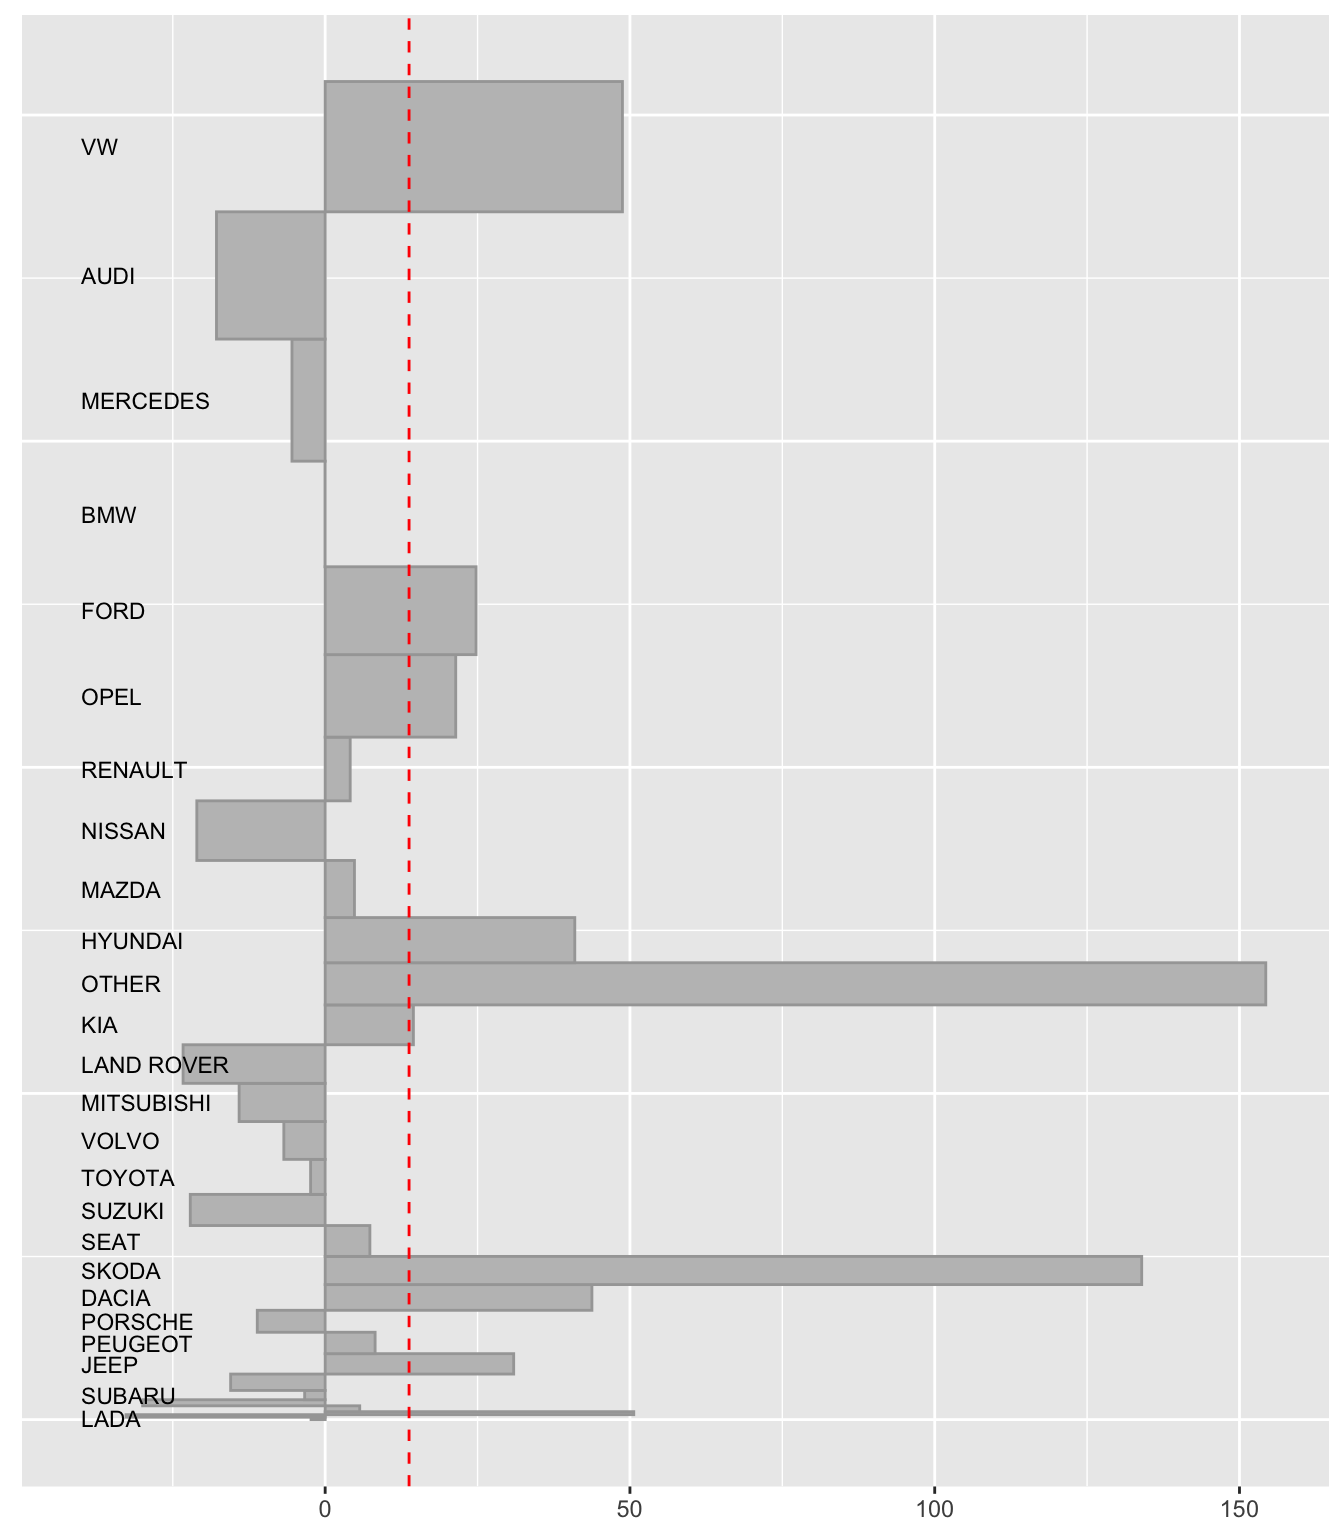 VW
AUDI
MERCEDES
BMW
FORD
OPEL
RENAULT
NISSAN
MAZDA
HYUNDAI
OTHER
KIA
LAND ROVER
MITSUBISHI
VOLVO
TOYOTA
SUZUKI
SEAT
SKODA
DACIA
PORSCHE
PEUGEOT
JEEP
SUBARU
LADA
0 50 100 150